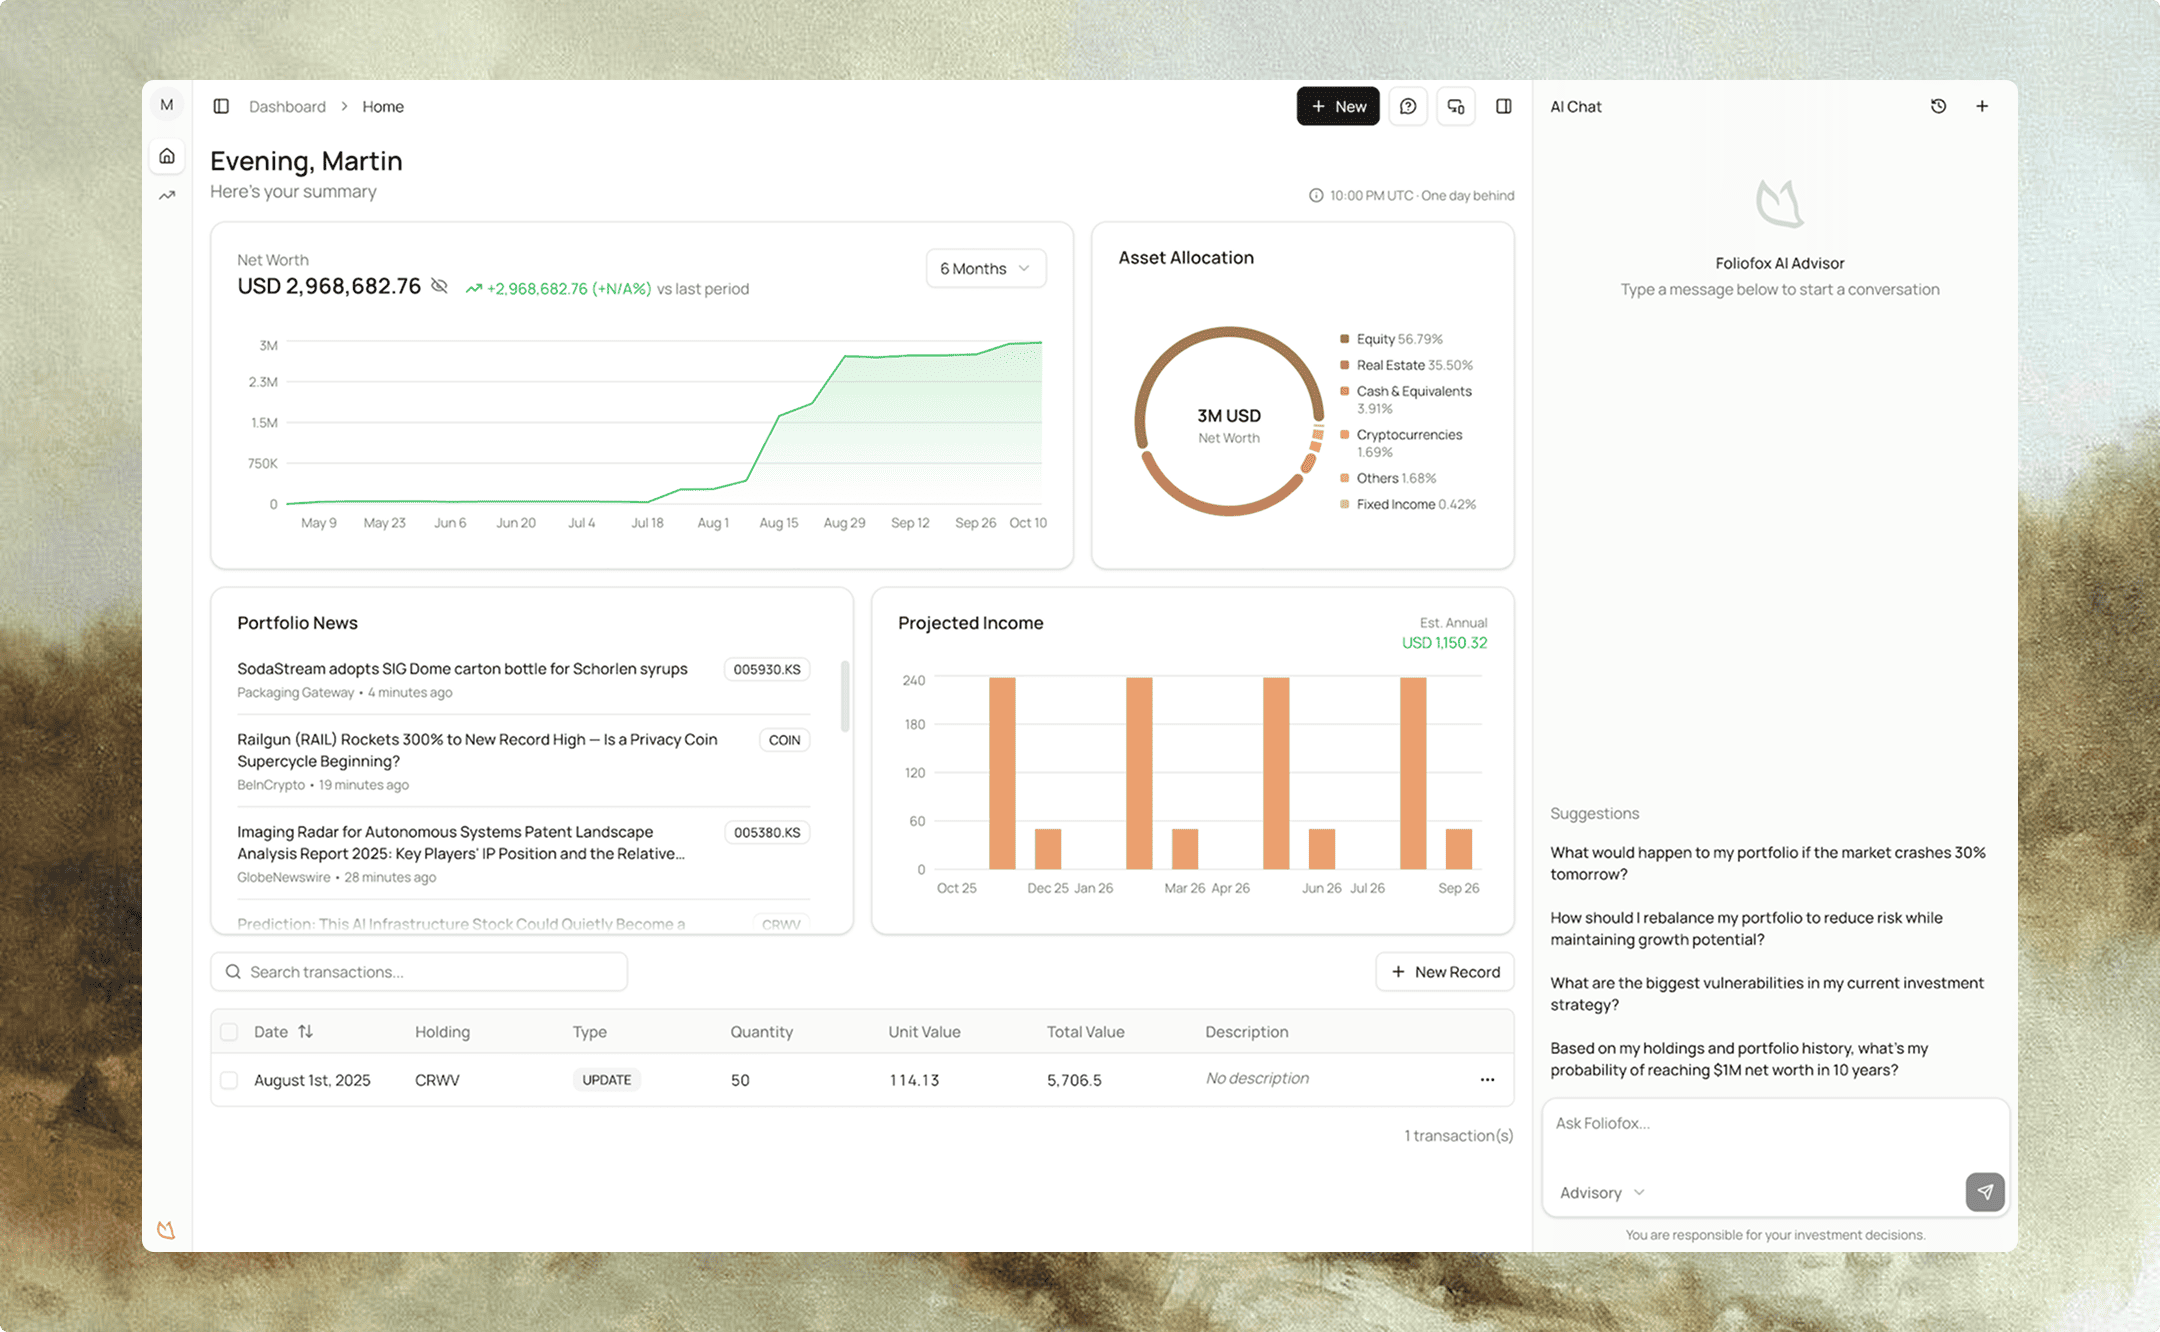 M
Dashboard > Home
+ New
Evening, Martin
Here's your summary
10:00 PM UTC · One day behind
Net Worth
USD 2,968,682.76
+2,968,682.76 (+N/A%) vs last period
6 Months
3M
2.3M
1.5M
750K
0
May 9 May 23 Jun 6 Jun 20 Jul 4 Jul 18 Aug 1 Aug 15 Aug 29 Sep 12 Sep 26 Oct 10
Asset Allocation
3M USD
Net Worth
Equity 56.79%
Real Estate 35.50%
Cash & Equivalents
3.91%
Cryptocurrencies
1.69%
Others 1.68%
Fixed Income 0.42%
Portfolio News
SodaStream adopts SIG Dome carton bottle for Schorlen syrups
005930.KS
Packaging Gateway • 4 minutes ago
Railgun (RAIL) Rockets 300% to New Record High — Is a Privacy Coin
Supercycle Beginning?
COIN
BeInCrypto • 19 minutes ago
Imaging Radar for Autonomous Systems Patent Landscape
Analysis Report 2025: Key Players' IP Position and the Relative...
005380.KS
GlobeNewswire • 28 minutes ago
Prediction: This AI Infrastructure Stock Could Quietly Become a
CRWV
Projected Income
Est. Annual
USD 1,150.32
240
180
120
60
0
Oct 25 Dec 25 Jan 26 Mar 26 Apr 26 Jun 26 Jul 26 Sep 26
Search transactions...
+ New Record
Date Holding Type Quantity Unit Value Total Value Description
August 1st, 2025 CRWV UPDATE 50 114.13 5,706.5 No description ...
1 transaction(s)
AI Chat
Foliofox AI Advisor
Type a message below to start a conversation
Suggestions
What would happen to my portfolio if the market crashes 30%
tomorrow?
How should I rebalance my portfolio to reduce risk while
maintaining growth potential?
What are the biggest vulnerabilities in my current investment
strategy?
Based on my holdings and portfolio history, what's my
probability of reaching $1M net worth in 10 years?
Ask Foliofox...
Advisory
You are responsible for your investment decisions.